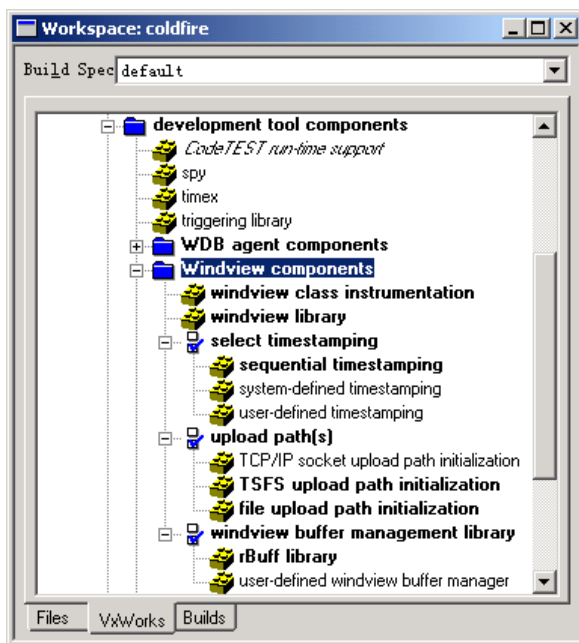 Workspace: coldfire
Build Spec default
development tool components
CodeTEST run-time support
spy
timex
triggering library
WDB agent components
Windview components
windview class instrumentation
windview library
select timestamping
sequential timestamping
system-defined timestamping
user-defined timestamping
upload path(s)
TCP/IP socket upload path initialization
TSFS upload path initialization
file upload path initialization
windview buffer management library
rBuff library
user-defined windview buffer manager
Files VxWorks Builds